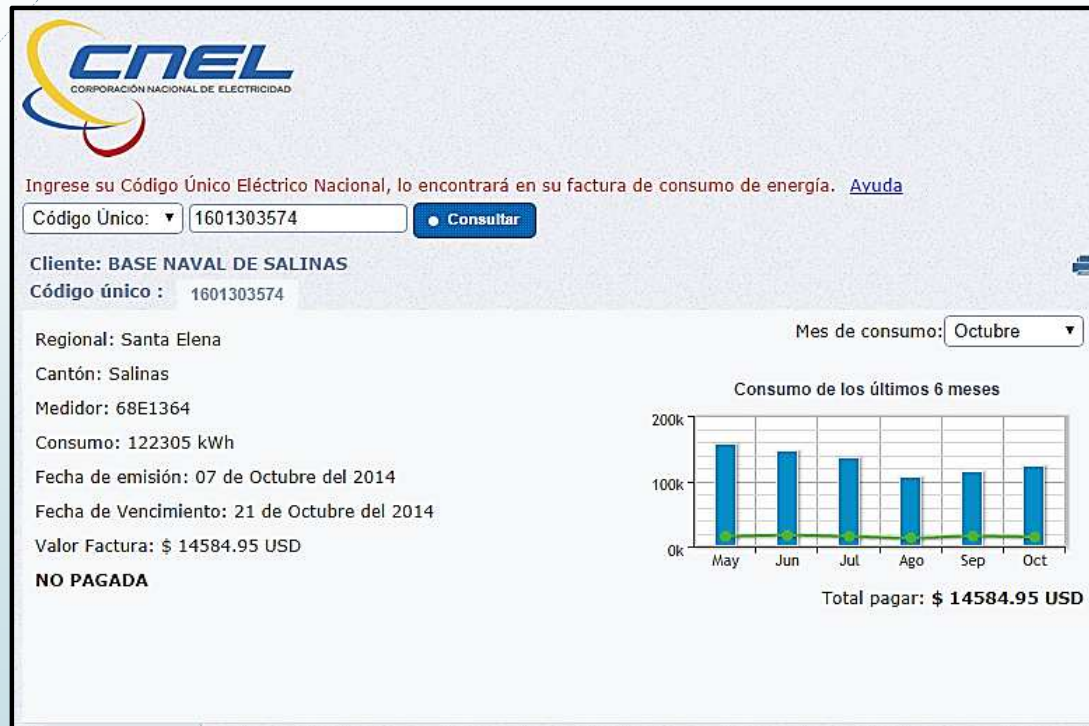 CNEL
CORPORACIÓN NACIONAL DE ELECTRICIDAD
Ingrese su Código Único Eléctrico Nacional, lo encontrará en su factura de consumo de energía. Ayuda
Código Único: 1601303574 Consultar
Cliente: BASE NAVAL DE SALINAS
Código único : 1601303574
Regional: Santa Elena
Cantón: Salinas
Medidor: 68E1364
Consumo: 122305 kWh
Fecha de emisión: 07 de Octubre del 2014
Fecha de Vencimiento: 21 de Octubre del 2014
Valor Factura: $ 14584.95 USD
NO PAGADA
Mes de consumo: Octubre
Consumo de los últimos 6 meses
200k
100k
0k
May Jun Jul Ago Sep Oct
Total pagar: $ 14584.95 USD